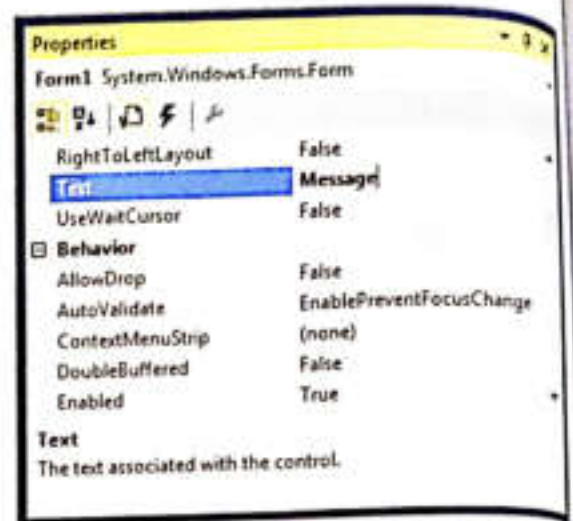 Properties
Form1 System.Windows.Forms.Form
RightToLeftLayout False
Text Message
UseWaitCursor False
Behavior
AllowDrop False
AutoValidate EnablePreventFocusChange
ContextMenuStrip (none)
DoubleBuffered False
Enabled True
Text
The text associated with the control.